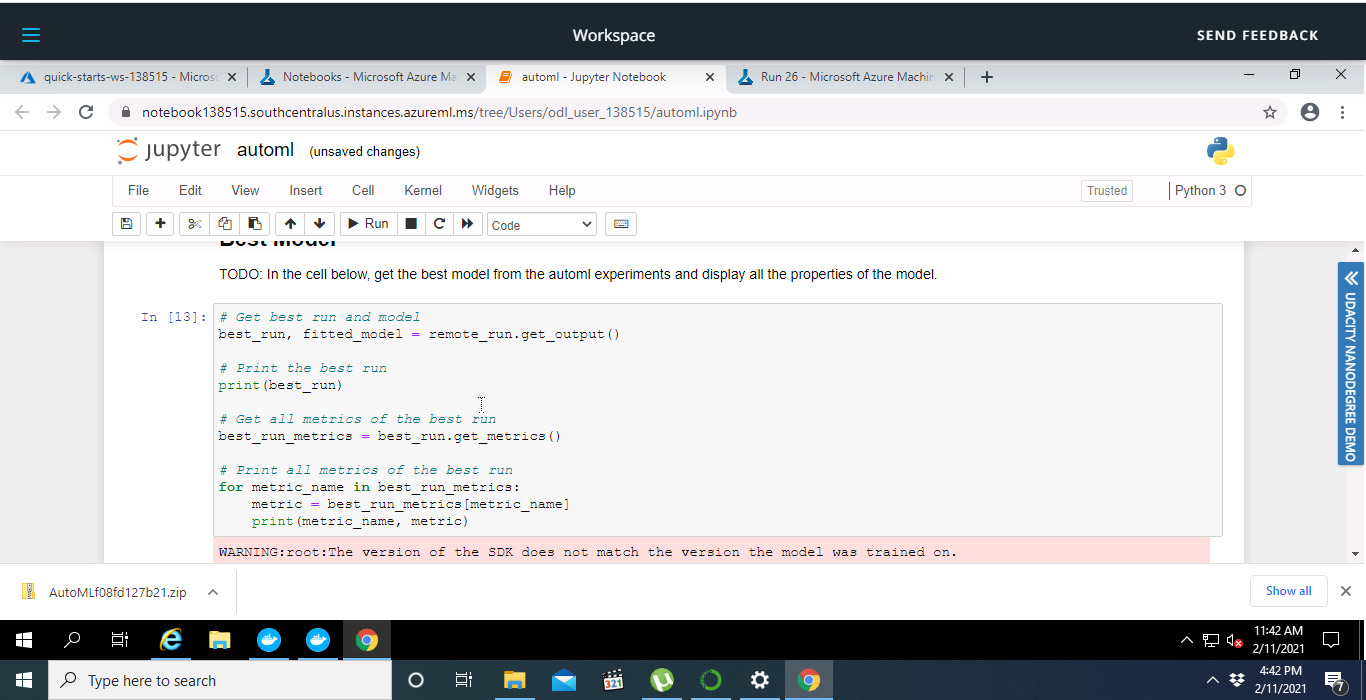 Workspace
SEND FEEDBACK
quick-starts-ws-138515 - Micros
Notebooks - Microsoft Azure Ma
automl - Jupyter Notebook
Run 26 - Microsoft Azure Machin
notebook138515.southcentralus.instances.azureml.ms/tree/Users/odl_user_138515/automl.ipynb
jupyter automl (unsaved changes)
File Edit View Insert Cell Kernel Widgets Help
Trusted
Python 3
Run
Code
Best Model
TODO: In the cell below, get the best model from the automl experiments and display all the properties of the model.
In [13]:
# Get best run and model
best_run, fitted_model = remote_run.get_output()
# Print the best run
print(best_run)
# Get all metrics of the best run
best_run_metrics = best_run.get_metrics()
# Print all metrics of the best run
for metric_name in best_run_metrics:
    metric = best_run_metrics[metric_name]
    print(metric_name, metric)
WARNING:root:The version of the SDK does not match the version the model was trained on.
UDACITY NANODEGREE DEMO
AutoMLf08fd127b21.zip
Show all
11:42 AM
2/11/2021
Type here to search
321
4:42 PM
2/11/2021
7